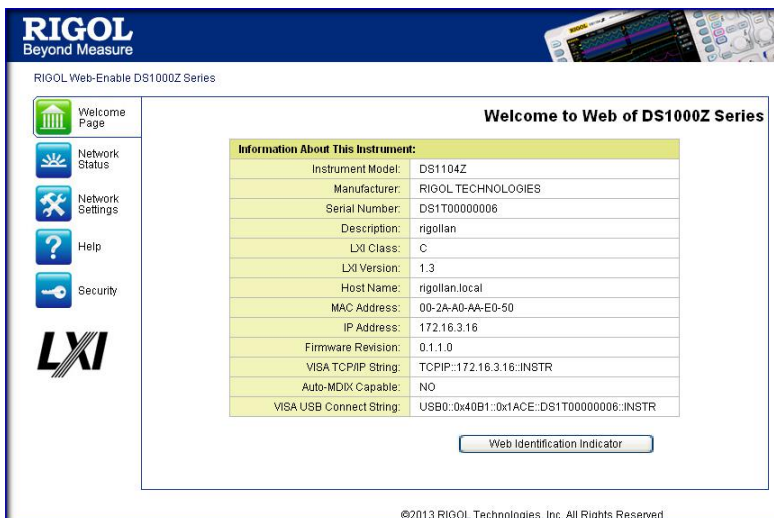 RIGOL
Beyond Measure
RIGOL Web-Enable DS1000Z Series
Welcome Page
Network Status
Network Settings
Help
Security
LXI
Welcome to Web of DS1000Z Series
Information About This Instrument:
Instrument Model: DS1104Z
Manufacturer: RIGOL TECHNOLOGIES
Serial Number: DS1T00000006
Description: rigollan
LXI Class: C
LXI Version: 1.3
Host Name: rigollan.local
MAC Address: 00-2A-A0-AA-E0-50
IP Address: 172.16.3.16
Firmware Revision: 0.1.1.0
VISA TCP/IP String: TCPIP::172.16.3.16::INSTR
Auto-MDIX Capable: NO
VISA USB Connect String: USB0::0x40B1::0x1ACE::DS1T00000006::INSTR
Web Identification Indicator
©2013 RIGOL Technologies, Inc. All Rights Reserved